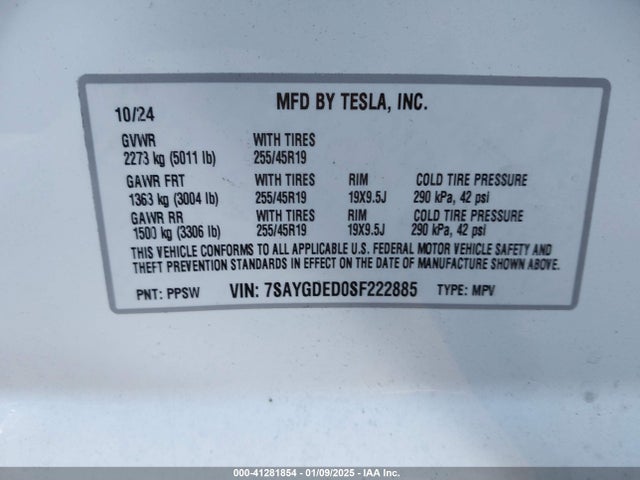 MFD BY TESLA, INC.
10/24
GVWR WITH TIRES
2273 kg (5011 lb) 255/45R19
GAWR FRT WITH TIRES RIM COLD TIRE PRESSURE
1363 kg (3004 lb) 255/45R19 19X9.5J 290 kPa, 42 psi
GAWR RR WITH TIRES RIM COLD TIRE PRESSURE
1500 kg (3306 lb) 255/45R19 19X9.5J 290 kPa, 42 psi
THIS VEHICLE CONFORMS TO ALL APPLICABLE U.S. FEDERAL MOTOR VEHICLE SAFETY AND
THEFT PREVENTION STANDARDS IN EFFECT ON THE DATE OF MANUFACTURE SHOWN ABOVE.
PNT: PPSW VIN: 7SAYGDED0SF222885 TYPE: MPV
000-41281854 - 01/09/2025 - IAA Inc.